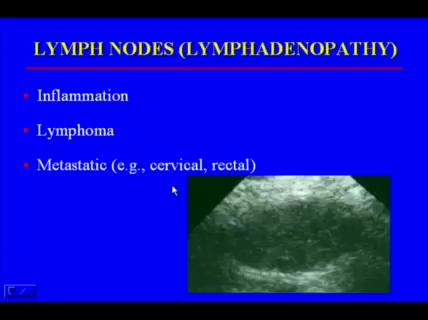 LYMPH NODES (LYMPHADENOPATHY)
Inflammation
Lymphoma
Metastatic (e.g., cervical, rectal)